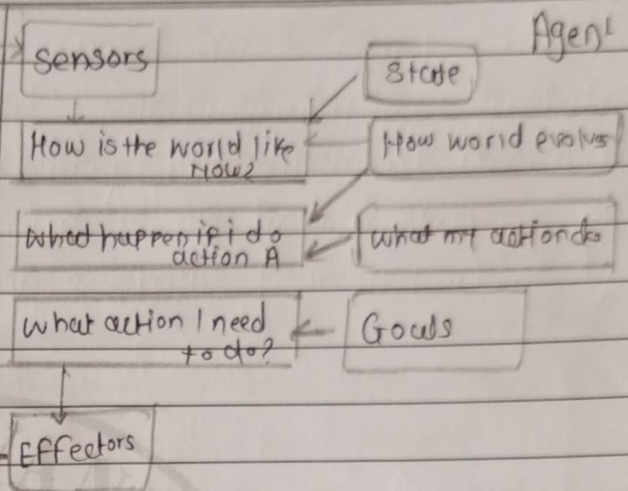 Agent
Sensors
State
How is the world like
Now?
How world evolves
What happen if i do
action A
What my action do
What action I need
to do?
Goals
Effectors